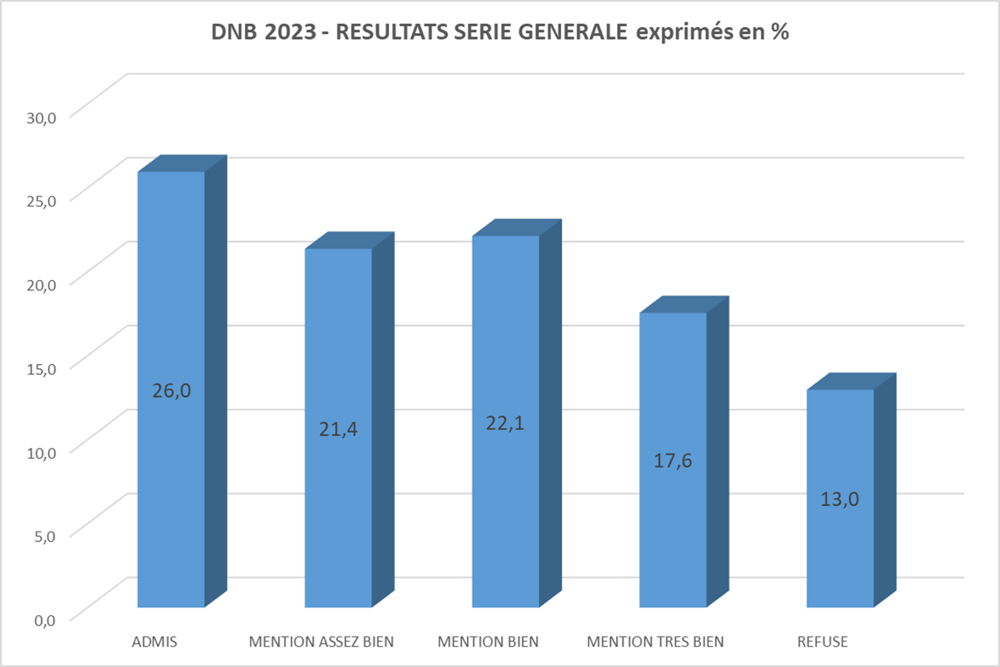 DNB 2023 - RESULTATS SERIE GENERALE exprimés en %
30,0
25,0
20,0
15,0
10,0
5,0
0,0
26,0
21,4
22,1
17,6
13,0
ADMIS
MENTION ASSEZ BIEN
MENTION BIEN
MENTION TRES BIEN
REFUSE